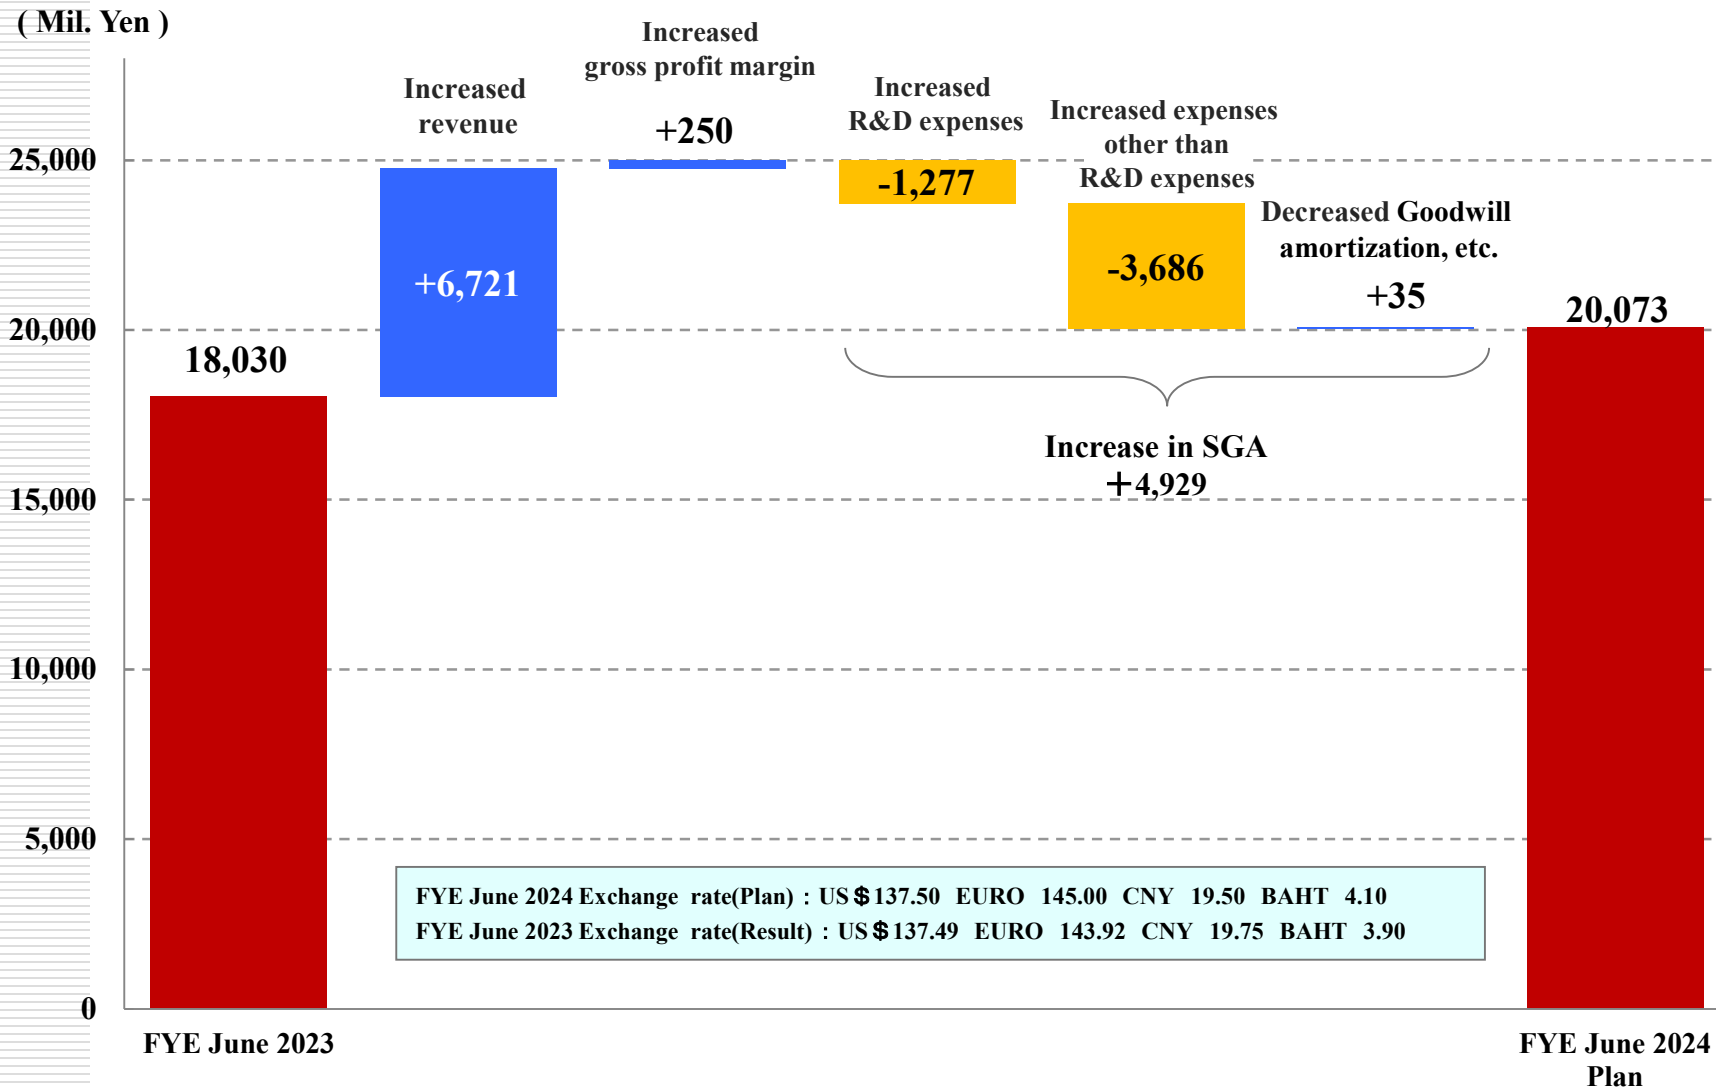 ( Mil. Yen )
Increased
gross profit margin
+250
Increased
revenue
+6,721
Increased
R&D expenses
-1,277
Increased expenses
other than
R&D expenses
-3,686
Decreased Goodwill
amortization, etc.
+35
25,000
20,000
15,000
10,000
5,000
0
18,030
20,073
Increase in SGA
＋4,929
FYE June 2024 Exchange rate(Plan)：US＄137.50 EURO 145.00 CNY 19.50 BAHT 4.10
FYE June 2023 Exchange rate(Result)：US＄137.49 EURO 143.92 CNY 19.75 BAHT 3.90
FYE June 2023
FYE June 2024
Plan